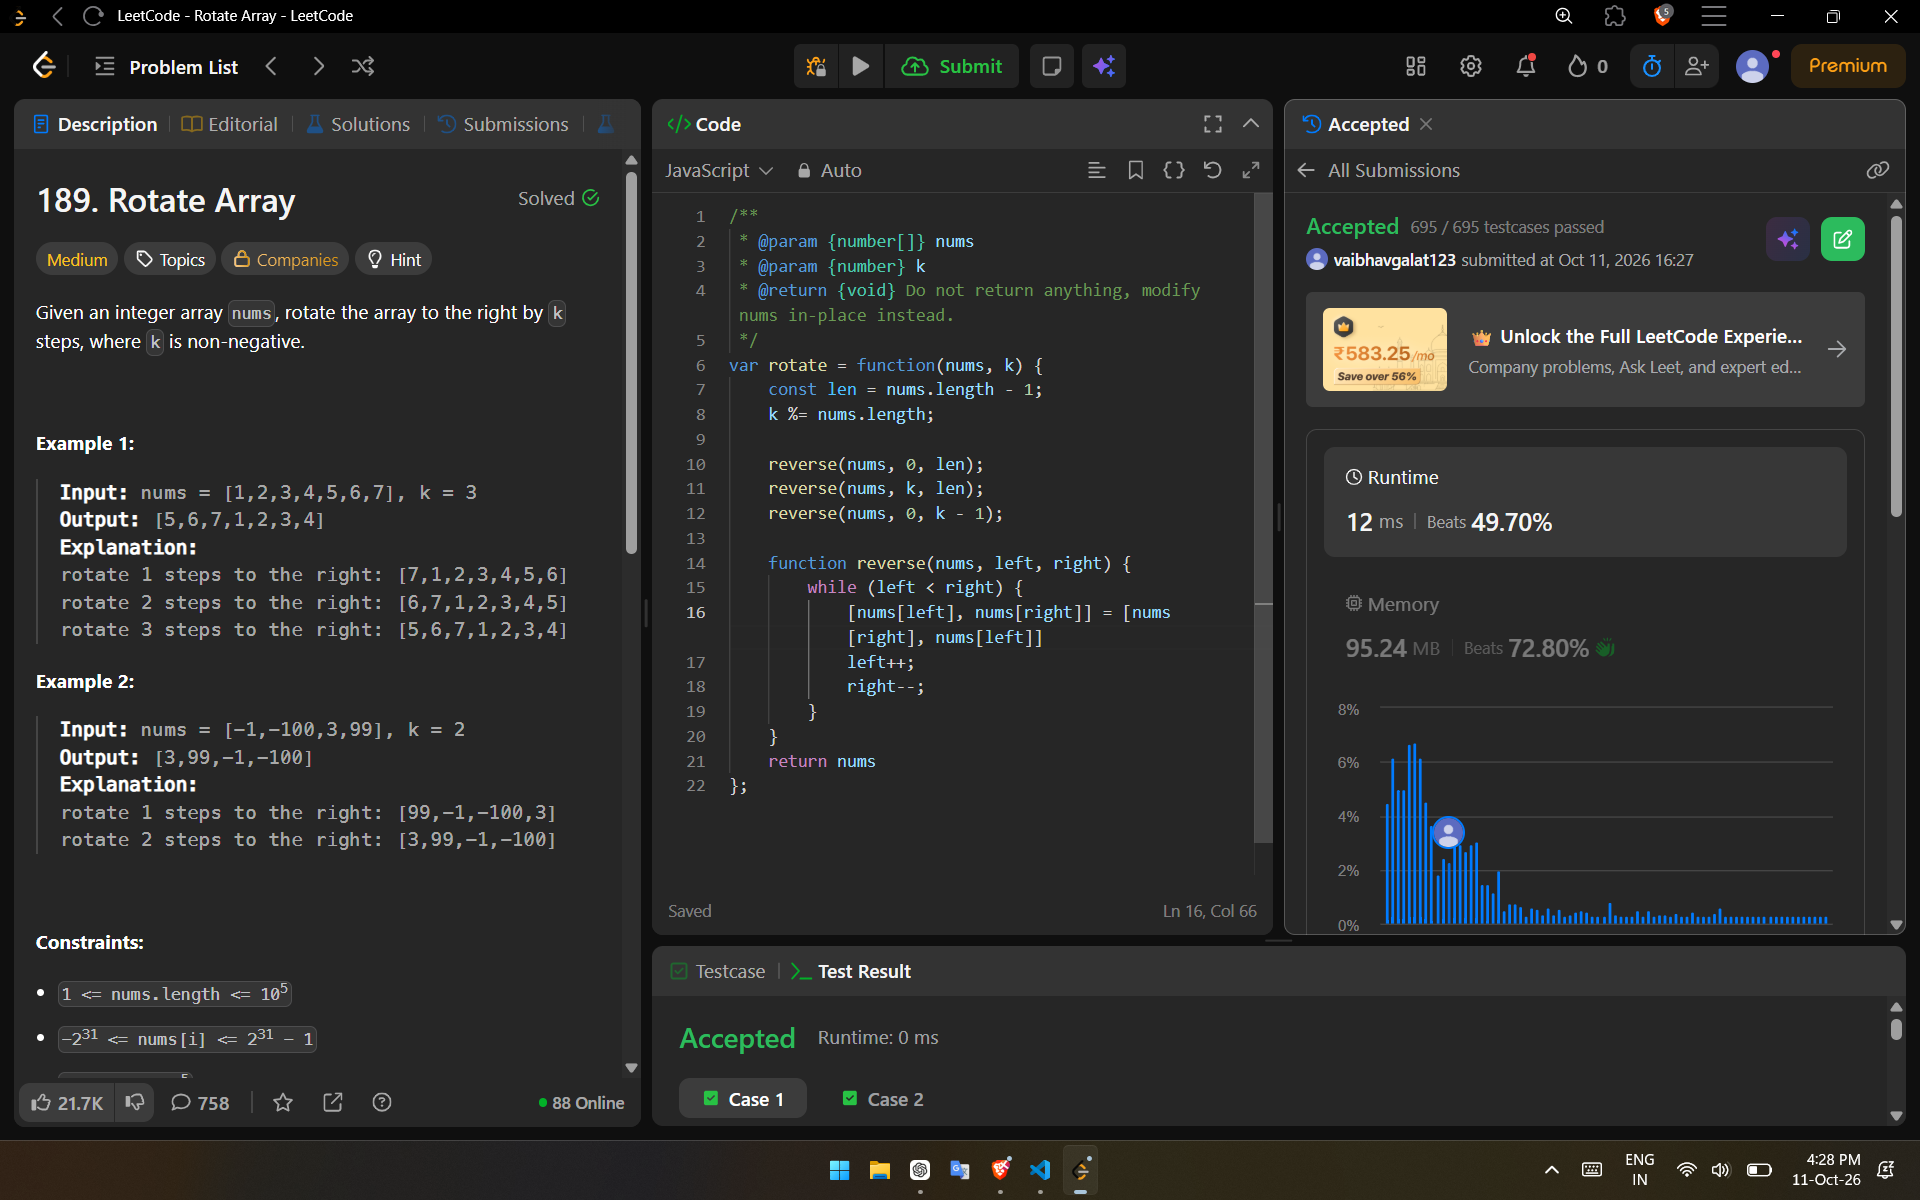 LeetCode - Rotate Array - LeetCode
5
Problem List
Submit
0
Premium
Description
Editorial
Solutions
Submissions
189. Rotate Array
Solved
Medium
Topics
Companies
Hint
Given an integer array nums, rotate the array to the right by k
steps, where k is non-negative.
Example 1:
Input: nums = [1,2,3,4,5,6,7], k = 3
Output: [5,6,7,1,2,3,4]
Explanation:
rotate 1 steps to the right: [7,1,2,3,4,5,6]
rotate 2 steps to the right: [6,7,1,2,3,4,5]
rotate 3 steps to the right: [5,6,7,1,2,3,4]
Example 2:
Input: nums = [-1,-100,3,99], k = 2
Output: [3,99,-1,-100]
Explanation:
rotate 1 steps to the right: [99,-1,-100,3]
rotate 2 steps to the right: [3,99,-1,-100]
Constraints:
• 1 <= nums.length <= 10^5
• -2^31 <= nums[i] <= 2^31 - 1
21.7K
758
88 Online
Code
JavaScript
Auto
1 /**
2 * @param {number[]} nums
3 * @param {number} k
4 * @return {void} Do not return anything, modify
nums in-place instead.
5 */
6 var rotate = function(nums, k) {
7 const len = nums.length - 1;
8 k %= nums.length;
9
10 reverse(nums, 0, len);
11 reverse(nums, k, len);
12 reverse(nums, 0, k - 1);
13
14 function reverse(nums, left, right) {
15 while (left < right) {
16 [nums[left], nums[right]] = [nums
[right], nums[left]]
17 left++;
18 right--;
19 }
20 }
21 return nums
22 };
Saved
Ln 16, Col 66
Accepted
All Submissions
Accepted 695 / 695 testcases passed
vaibhavgalat123 submitted at Oct 11, 2026 16:27
₹583.25/mo
Save over 56%
Unlock the Full LeetCode Experie...
Company problems, Ask Leet, and expert ed...
Runtime
12 ms Beats 49.70%
Memory
95.24 MB Beats 72.80%
8%
6%
4%
2%
0%
Testcase
Test Result
Accepted Runtime: 0 ms
Case 1
Case 2
ENG
IN
4:28 PM
11-Oct-26